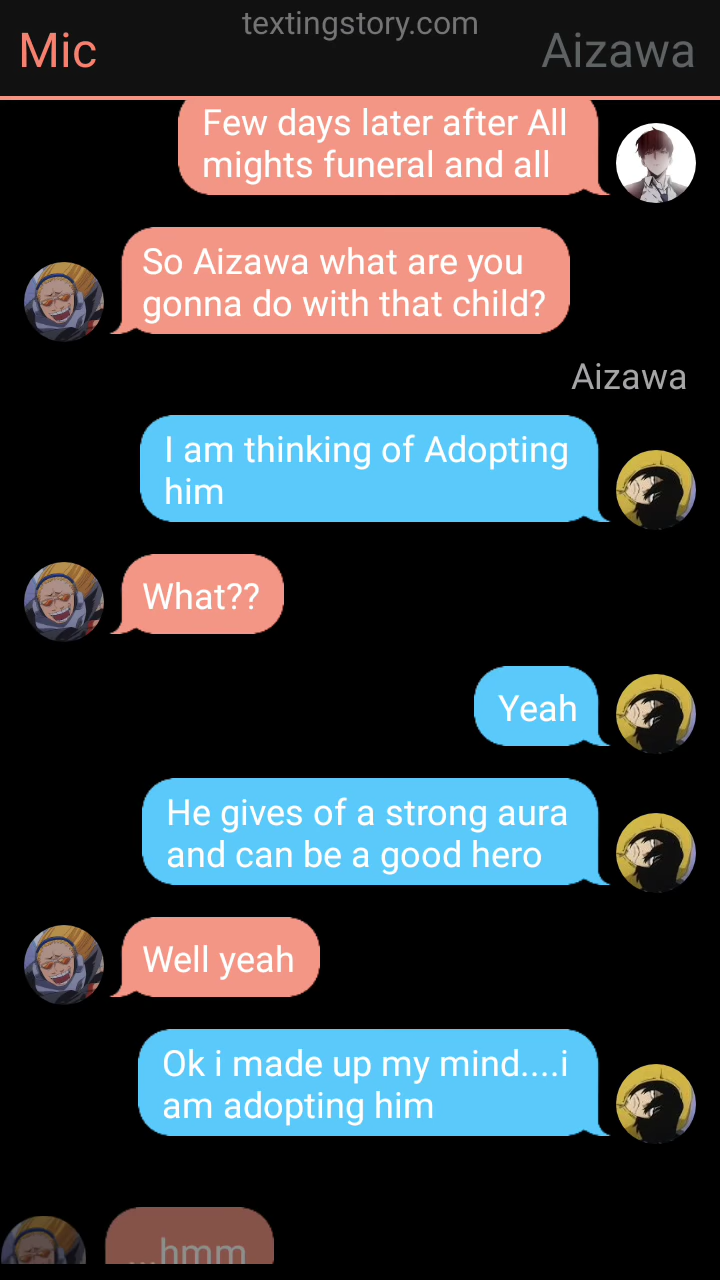 textingstory.com
Mic
Aizawa
Few days later after All
mights funeral and all
So Aizawa what are you
gonna do with that child?
Aizawa
I am thinking of Adopting
him
What??
Yeah
He gives of a strong aura
and can be a good hero
Well yeah
Ok i made up my mind....i
am adopting him
...hmm